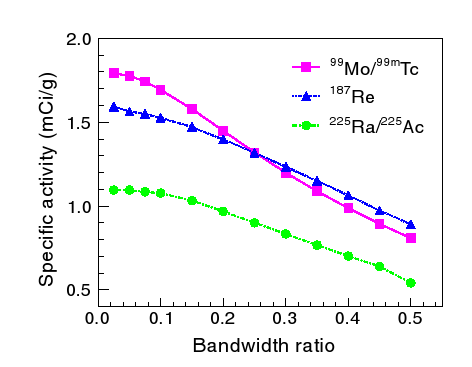 2.0
1.5
1.0
0.5
Specific activity (mCi/g)
⁹⁹Mo/⁹⁹ᵐTc
¹⁸⁷Re
²²⁵Ra/²²⁵Ac
0.0 0.1 0.2 0.3 0.4 0.5
Bandwidth ratio